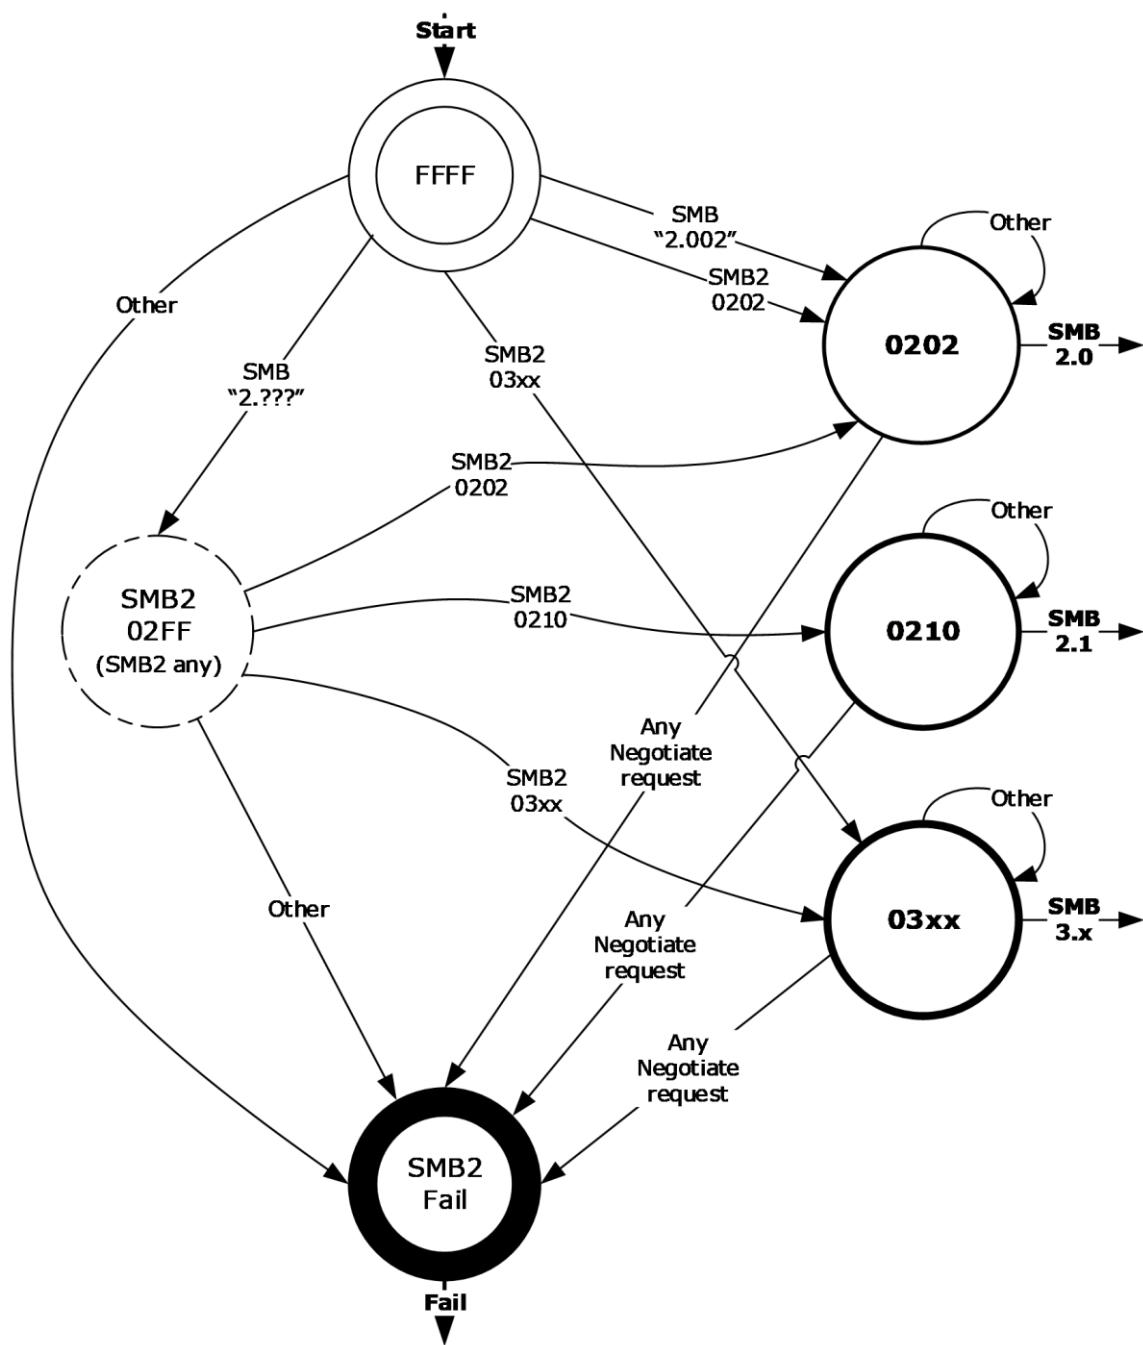 Start
FFFF
SMB
“2.002”
SMB2
0202
Other
Other
SMB2
03xx
0202
SMB
2.0
SMB
“2.???”
SMB2
0202
Other
SMB2
02FF
(SMB2 any)
SMB2
0210
0210
SMB
2.1
Any
Negotiate
request
SMB2
03xx
Other
Other
Any
Negotiate
request
03xx
SMB
3.x
Any
Negotiate
request
SMB2
Fail
Fail